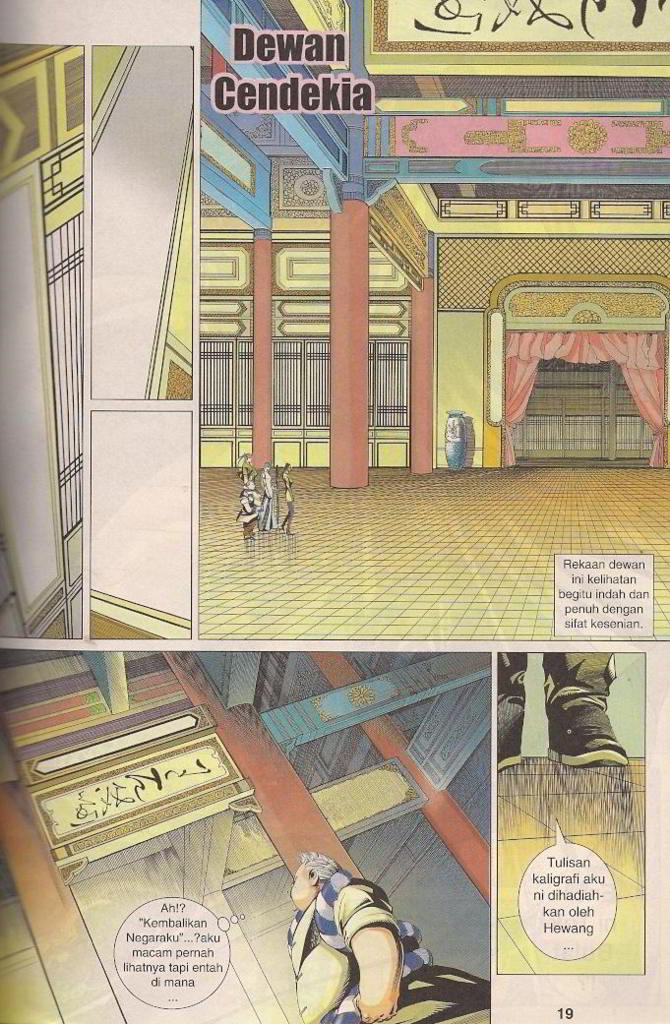 Dewan
Cendekia
Rekaan dewan
ini kelihatan
begitu indah dan
penuh dengan
sifat kesenian.
Ah!?
"Kembalikan
Negaraku"...?aku
macam pernah
lihatnya tapi entah
di mana
...
Tulisan
kaligrafi aku
ni dihadiah-
kan oleh
Hewang
...
19